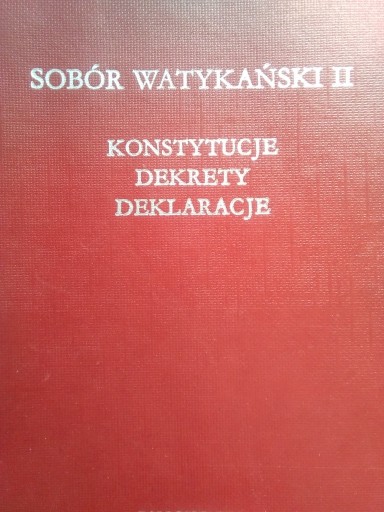 SOBÓR WATYKAŃSKI II
KONSTYTUCJE
DEKRETY
DEKLARACJE